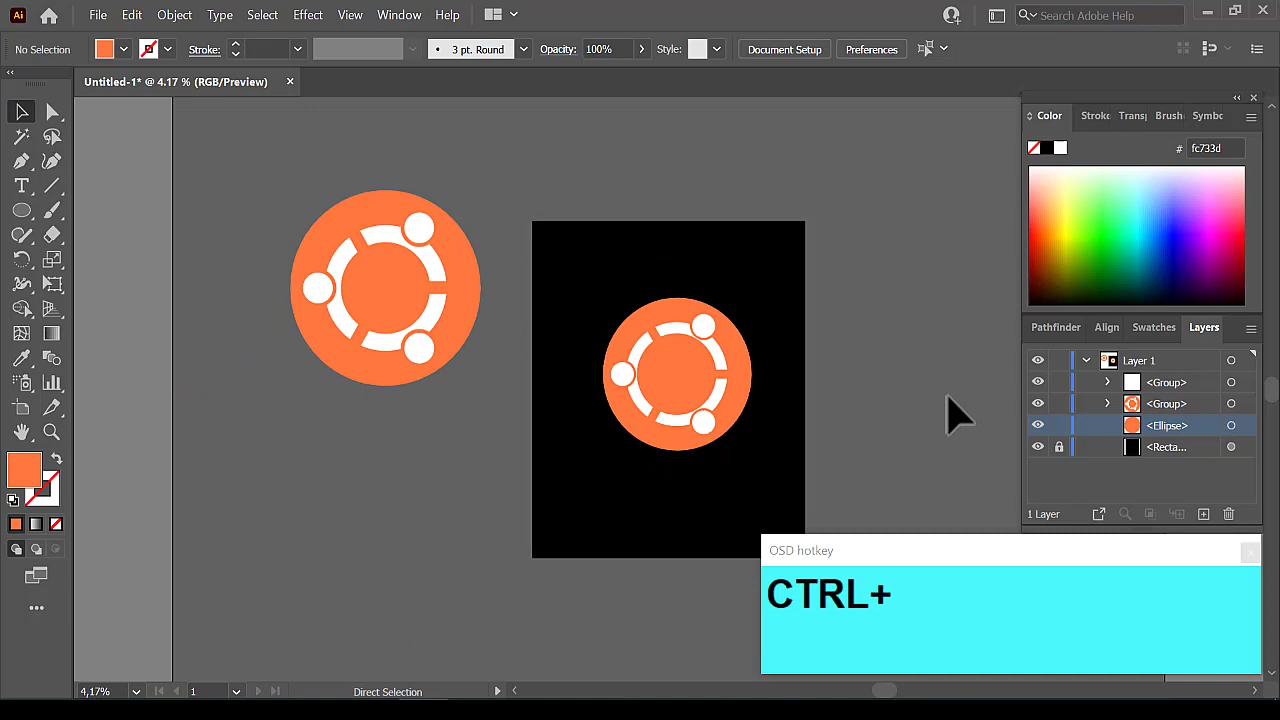 Ai File Edit Object Type Select Effect View Window Help Search Adobe Help
No Selection Stroke: 3 pt. Round Opacity: 100% Style: Document Setup Preferences
Untitled-1* @ 4.17 % (RGB/Preview)
Color Stroke Transp Brush Symbo
# fc733d
Pathfinder Align Swatches Layers
Layer 1
<Group>
<Group>
<Ellipse>
<Recta...
1 Layer
OSD hotkey
CTRL+
4,17% 1 Direct Selection